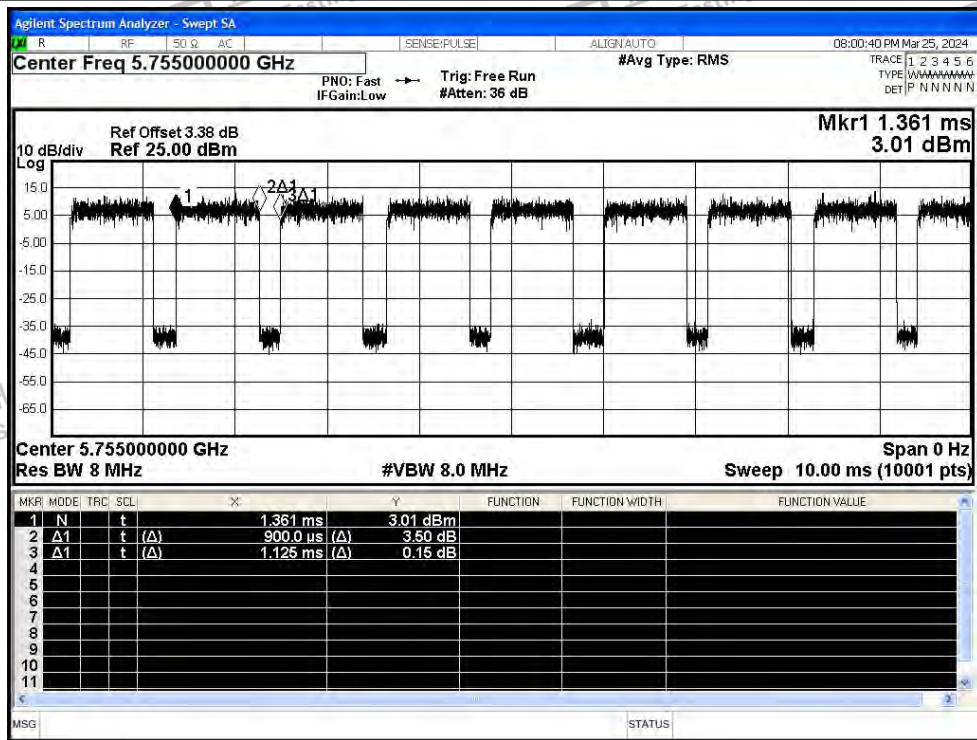 Agilent Spectrum Analyzer - Swept SA
R RF 50 Ω AC SENSE:PULSE ALIGN AUTO 08:00:40 PM Mar 25, 2024
Center Freq 5.755000000 GHz #Avg Type: RMS TRACE 1 2 3 4 5 6
PNO: Fast Trig: Free Run TYPE WWWWWW
IFGain:Low #Atten: 36 dB DET P N N N N N
Mkr1 1.361 ms
Ref Offset 3.38 dB
10 dB/div Ref 25.00 dBm 3.01 dBm
Log
15.0
1 2Δ1 3Δ1
5.00
-5.00
-15.0
-25.0
-35.0
-45.0
-55.0
-65.0
Center 5.755000000 GHz Span 0 Hz
Res BW 8 MHz #VBW 8.0 MHz Sweep 10.00 ms (10001 pts)
MKR MODE TRC SCL X Y FUNCTION FUNCTION WIDTH FUNCTION VALUE
1 N t 1.361 ms 3.01 dBm
2 Δ1 t (Δ) 900.0 µs (Δ) 3.50 dB
3 Δ1 t (Δ) 1.125 ms (Δ) 0.15 dB
4
5
6
7
8
9
10
11
MSG STATUS